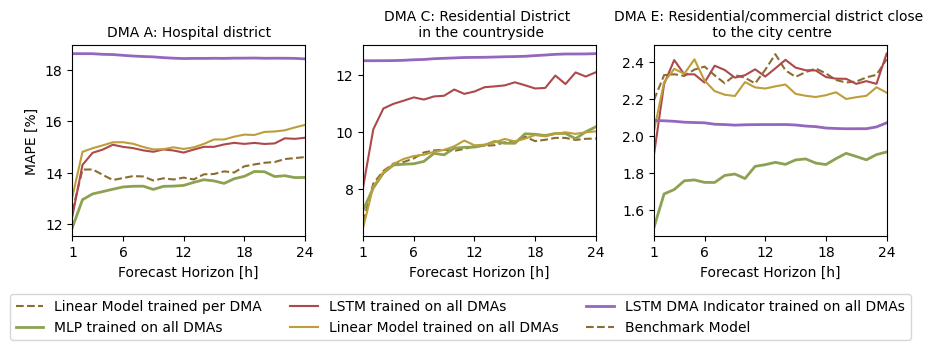 DMA A: Hospital district
DMA C: Residential District
in the countryside
DMA E: Residential/commercial district close
to the city centre
MAPE [%]
18
16
14
12
1 6 12 18 24
Forecast Horizon [h]
12
10
8
1 6 12 18 24
Forecast Horizon [h]
2.4
2.2
2.0
1.8
1.6
1 6 12 18 24
Forecast Horizon [h]
Linear Model trained per DMA
MLP trained on all DMAs
LSTM trained on all DMAs
Linear Model trained on all DMAs
LSTM DMA Indicator trained on all DMAs
Benchmark Model